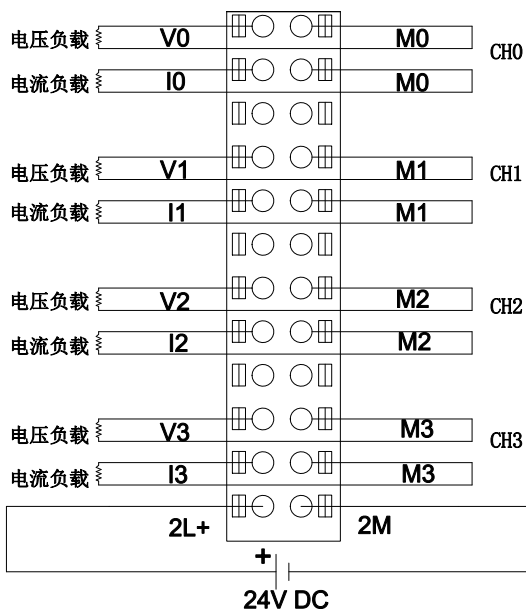 电压负载 V0 M0 CH0
电流负载 I0 M0
电压负载 V1 M1 CH1
电流负载 I1 M1
电压负载 V2 M2 CH2
电流负载 I2 M2
电压负载 V3 M3 CH3
电流负载 I3 M3
2L+ 2M
+
24V DC